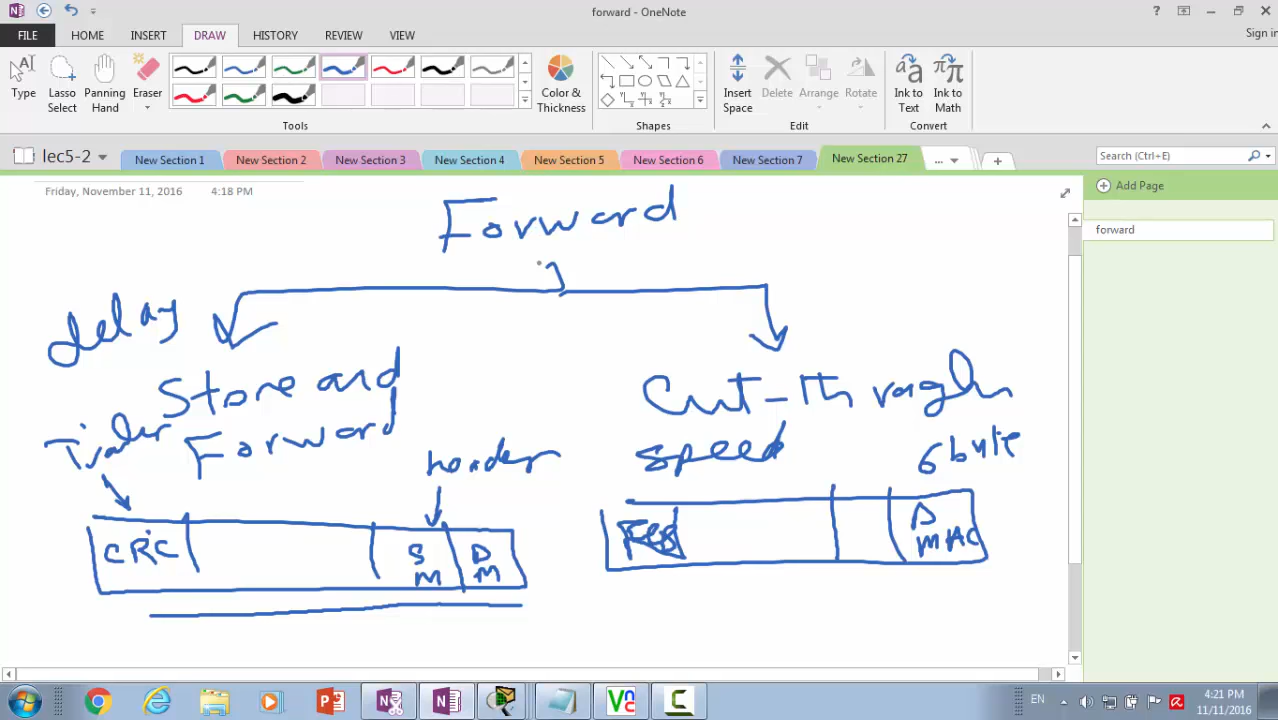 forward - OneNote
? 
Sign in
FILE HOME INSERT DRAW HISTORY REVIEW VIEW
Type
Lasso Select
Panning Hand
Eraser
Color & Thickness
Insert Space
Delete
Arrange
Rotate
Ink to Text
Ink to Math
Tools
Shapes
Edit
Convert
lec5-2
New Section 1
New Section 2
New Section 3
New Section 4
New Section 5
New Section 6
New Section 7
New Section 27
...
Search (Ctrl+E)
Friday, November 11, 2016 4:18 PM
Add Page
forward
Forward
delay
Store and
Forward
Cut-Through
speed
6 byte
header
CRC
S M
D M
D MAC
EN
4:21 PM
11/11/2016